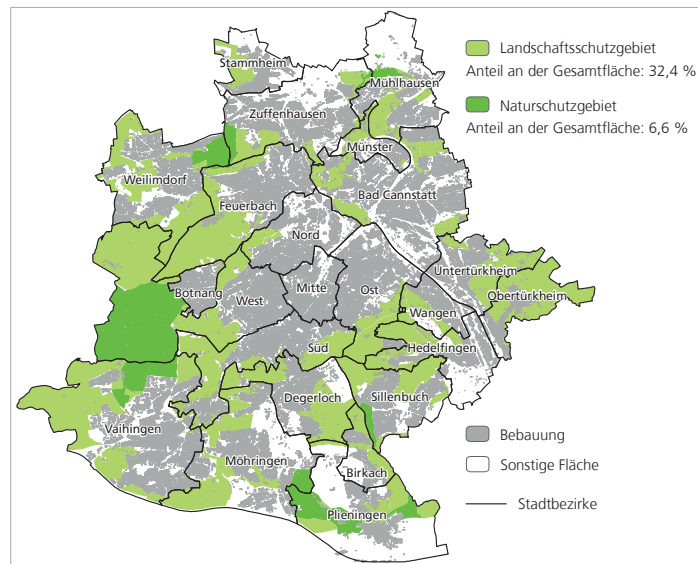 Landschaftsschutzgebiet
Anteil an der Gesamtfläche: 32,4 %
Naturschutzgebiet
Anteil an der Gesamtfläche: 6,6 %
Stammheim
Mühlhausen
Zuffenhausen
Münster
Weilimdorf
Bad Cannstatt
Feuerbach
Nord
Untertürkheim
Botnang
Mitte
Ost
Obertürkheim
West
Wangen
Süd
Hedelfingen
Degerloch
Sillenbuch
Vaihingen
Möhringen
Birkach
Plieningen
Bebauung
Sonstige Fläche
Stadtbezirke